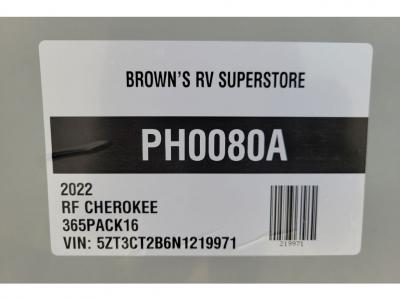 BROWN'S RV SUPERSTORE
PH0080A
2022
RF CHEROKEE
365PACK16
VIN: 5ZT3CT2B6N1219971
219971